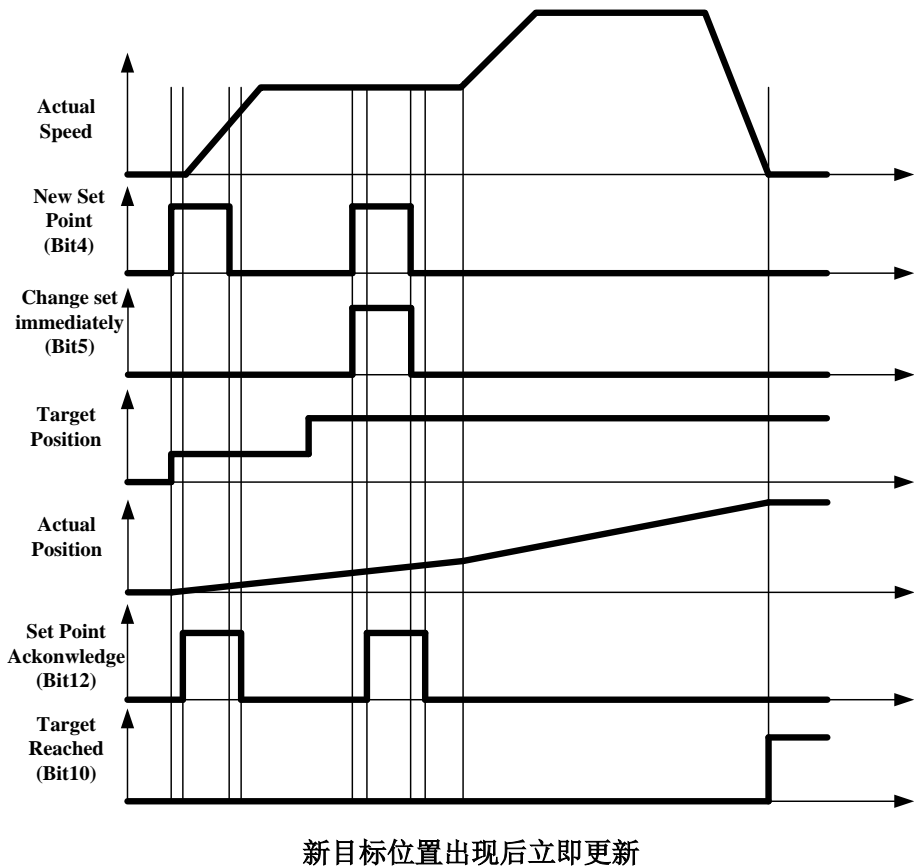 Actual
Speed
New Set
Point
(Bit4)
Change set
immediately
(Bit5)
Target
Position
Actual
Position
Set Point
Ackonwledge
(Bit12)
Target
Reached
(Bit10)
新目标位置出现后立即更新